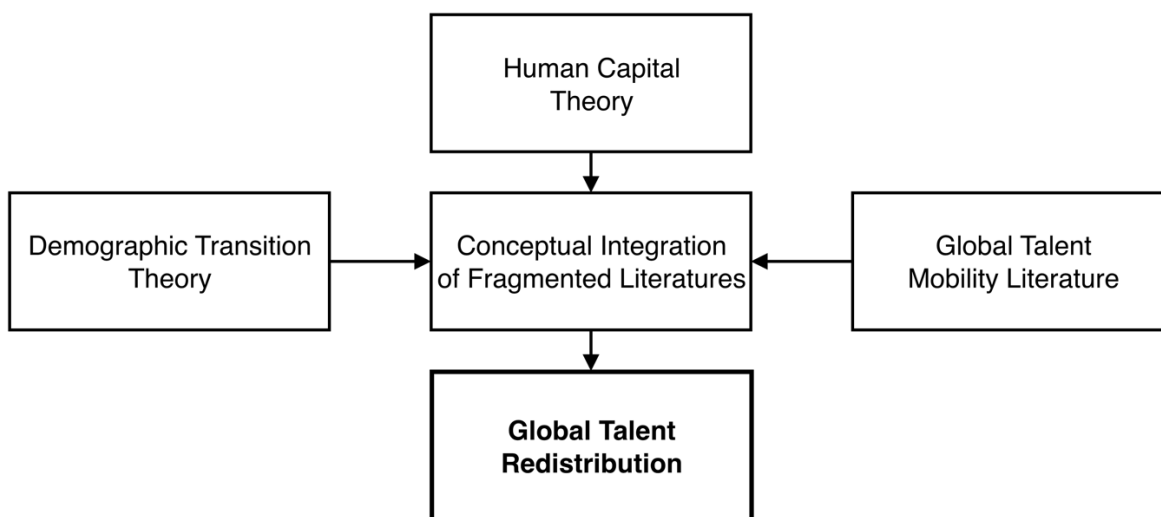 Human Capital
Theory
Demographic Transition
Theory
Conceptual Integration
of Fragmented Literatures
Global Talent
Mobility Literature
Global Talent
Redistribution